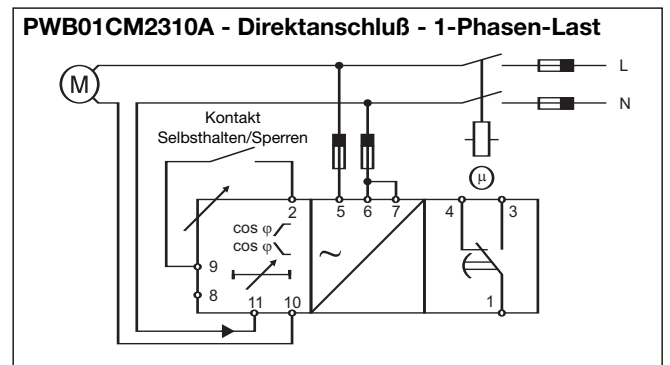 PWB01CM2310A - Direktanschluß - 1-Phasen-Last
L
M
N
Kontakt
Selbsthalten/Sperren
µ
2 5 6 7 4 3
cos φ
cos φ
~
9
8
11 10 1